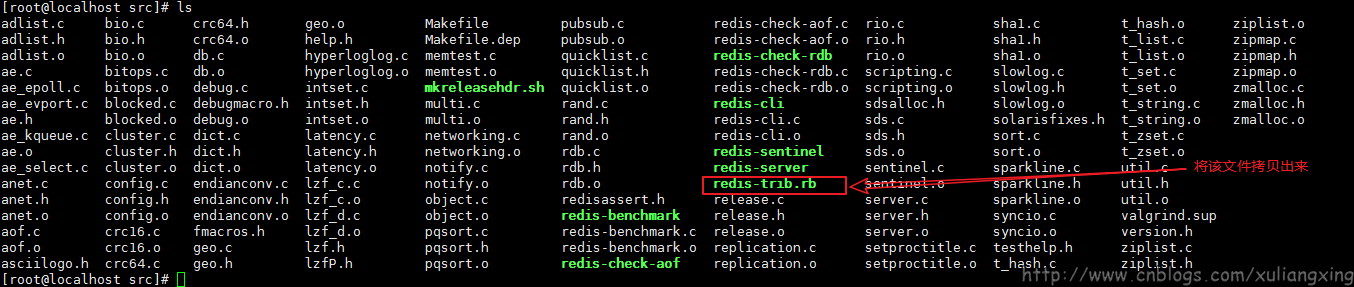 [root@localhost src]# ls
adlist.c bio.c crc64.h geo.o Makefile pubsub.c redis-check-aof.c rio.c sha1.c t_hash.o ziplist.o
adlist.h bio.h crc64.o help.h Makefile.dep pubsub.o redis-check-aof.o rio.h sha1.h t_list.c zipmap.c
adlist.o bio.o db.c hyperloglog.c memtest.c quicklist.c redis-check-rdb rio.o sha1.o t_list.o zipmap.h
ae.c bitops.c db.o hyperloglog.o memtest.o quicklist.h redis-check-rdb.c scripting.c slowlog.c t_set.c zipmap.o
ae_epoll.c bitops.o debug.c intset.c mkreleasehdr.sh quicklist.o redis-check-rdb.o scripting.o slowlog.h t_set.o zmalloc.c
ae_evport.c blocked.c debugmacro.h intset.h multi.c rand.c redis-cli sdsalloc.h slowlog.o t_string.c zmalloc.h
ae.h blocked.o debug.o intset.o multi.o rand.h redis-cli.c sds.c solarisfixes.h t_string.o zmalloc.o
ae_kqueue.c cluster.c dict.c latency.c networking.c rand.o redis-cli.o sds.h sort.c t_zset.c
ae.o cluster.h dict.h latency.h networking.o rdb.c redis-sentinel sds.o sort.o t_zset.o
ae_select.c cluster.o dict.o latency.o notify.c rdb.h redis-server sentinel.c sparkline.c util.c 将该文件拷贝出来
anet.c config.c endianconv.c lzf_c.c notify.o rdb.o redis-trib.rb sentinel.o sparkline.h util.h
anet.h config.h endianconv.h lzf_c.o object.c redisassert.h release.c server.c sparkline.o util.o
anet.o config.o endianconv.o lzf_d.c object.o redis-benchmark release.h server.h syncio.c valgrind.sup
aof.c crc16.c fmacros.h lzf_d.o pqsort.c redis-benchmark.c release.o server.o syncio.o version.h
aof.o crc16.o geo.c lzf.h pqsort.h redis-benchmark.o replication.c setproctitle.c testhelp.h ziplist.c
asciilogo.h crc64.c geo.h lzfP.h pqsort.o redis-check-aof replication.o setproctitle.o t_hash.c ziplist.h
[root@localhost src]#
http://www.cnblogs.com/xuliangxing